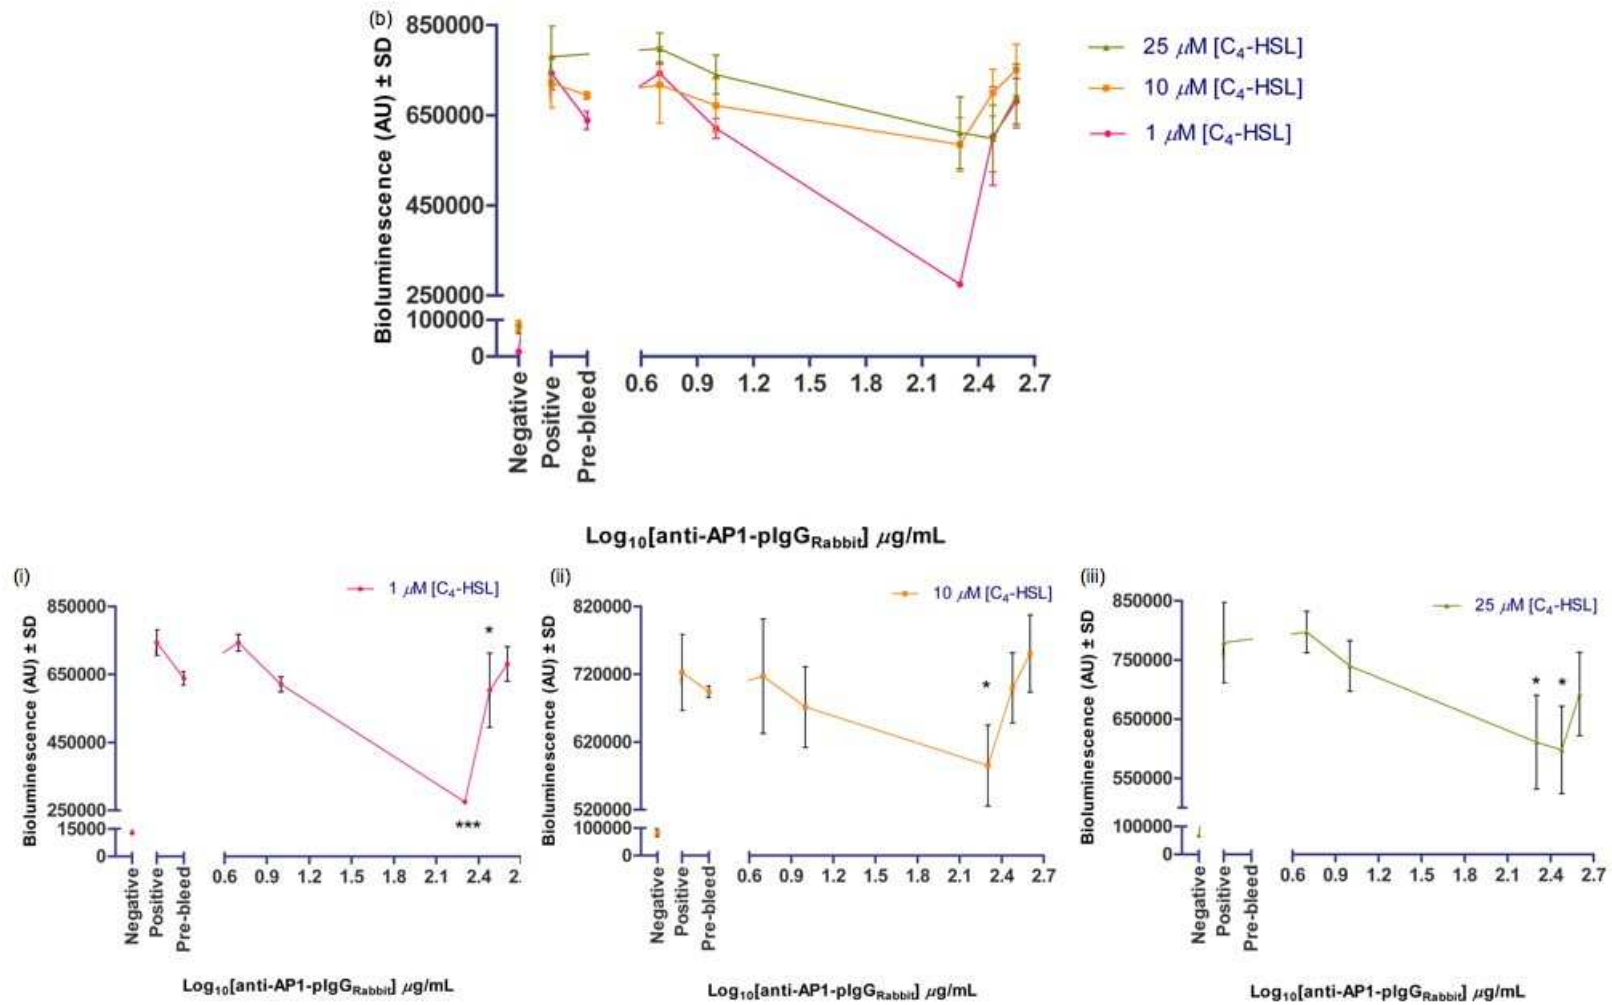 (b)
Bioluminescence (AU) ± SD
850000
650000
450000
250000
100000
0
Negative
Positive
Pre-bleed
0.6 0.9 1.2 1.5 1.8 2.1 2.4 2.7
Log₁₀[anti-AP1-pIgG_Rabbit] µg/mL
25 µM [C₄-HSL]
10 µM [C₄-HSL]
1 µM [C₄-HSL]
(i)
1 µM [C₄-HSL]
Bioluminescence (AU) ± SD
850000
650000
450000
250000
15000
0
*
***
Negative
Positive
Pre-bleed
0.6 0.9 1.2 1.5 1.8 2.1 2.4 2.
Log₁₀[anti-AP1-pIgG_Rabbit] µg/mL
(ii)
10 µM [C₄-HSL]
Bioluminescence (AU) ± SD
820000
720000
620000
520000
100000
0
*
Negative
Positive
Pre-bleed
0.6 0.9 1.2 1.5 1.8 2.1 2.4 2.7
Log₁₀[anti-AP1-pIgG_Rabbit] µg/mL
(iii)
25 µM [C₄-HSL]
Bioluminescence (AU) ± SD
850000
750000
650000
550000
100000
0
* *
Negative
Positive
Pre-bleed
0.6 0.9 1.2 1.5 1.8 2.1 2.4 2.7
Log₁₀[anti-AP1-pIgG_Rabbit] µg/mL